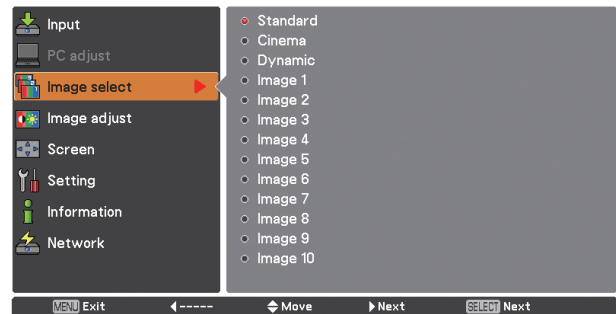 Input
PC adjust
Image select
Image adjust
Screen
Setting
Information
Network
Standard
Cinema
Dynamic
Image 1
Image 2
Image 3
Image 4
Image 5
Image 6
Image 7
Image 8
Image 9
Image 10
MENU Exit ◀----- Move Next SELECT Next